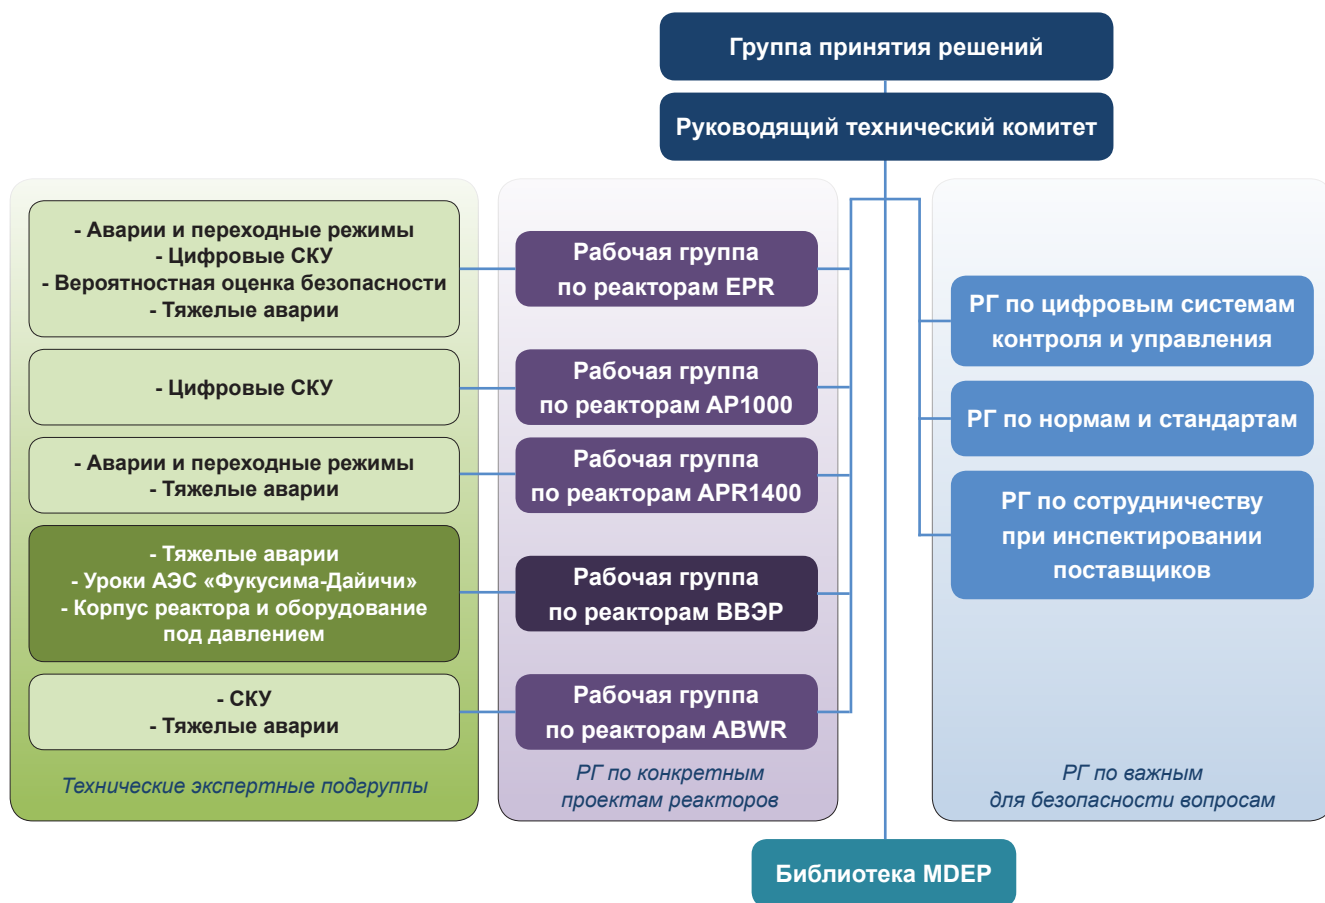 Группа принятия решений
Руководящий технический комитет
- Аварии и переходные режимы
- Цифровые СКУ
- Вероятностная оценка безопасности
- Тяжелые аварии
- Цифровые СКУ
- Аварии и переходные режимы
- Тяжелые аварии
- Тяжелые аварии
- Уроки АЭС «Фукусима-Дайичи»
- Корпус реактора и оборудование
под давлением
- СКУ
- Тяжелые аварии
Технические экспертные подгруппы
Рабочая группа
по реакторам EPR
Рабочая группа
по реакторам AP1000
Рабочая группа
по реакторам APR1400
Рабочая группа
по реакторам ВВЭР
Рабочая группа
по реакторам ABWR
РГ по конкретным
проектам реакторов
РГ по цифровым системам
контроля и управления
РГ по нормам и стандартам
РГ по сотрудничеству
при инспектировании
поставщиков
РГ по важным
для безопасности вопросам
Библиотека MDEP